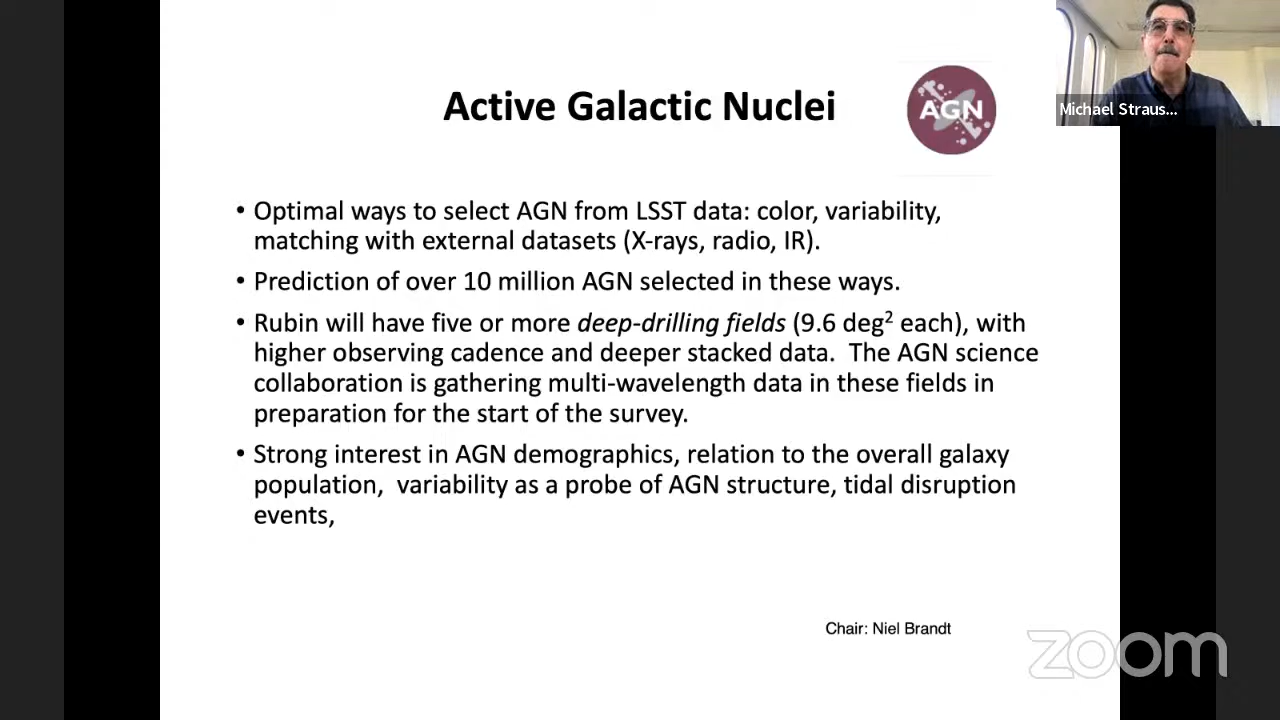 Active Galactic Nuclei
AGN
Michael Straus...
• Optimal ways to select AGN from LSST data: color, variability,
matching with external datasets (X-rays, radio, IR).
• Prediction of over 10 million AGN selected in these ways.
• Rubin will have five or more deep-drilling fields (9.6 deg² each), with
higher observing cadence and deeper stacked data.  The AGN science
collaboration is gathering multi-wavelength data in these fields in
preparation for the start of the survey.
• Strong interest in AGN demographics, relation to the overall galaxy
population,  variability as a probe of AGN structure, tidal disruption
events,
Chair: Niel Brandt
zoom